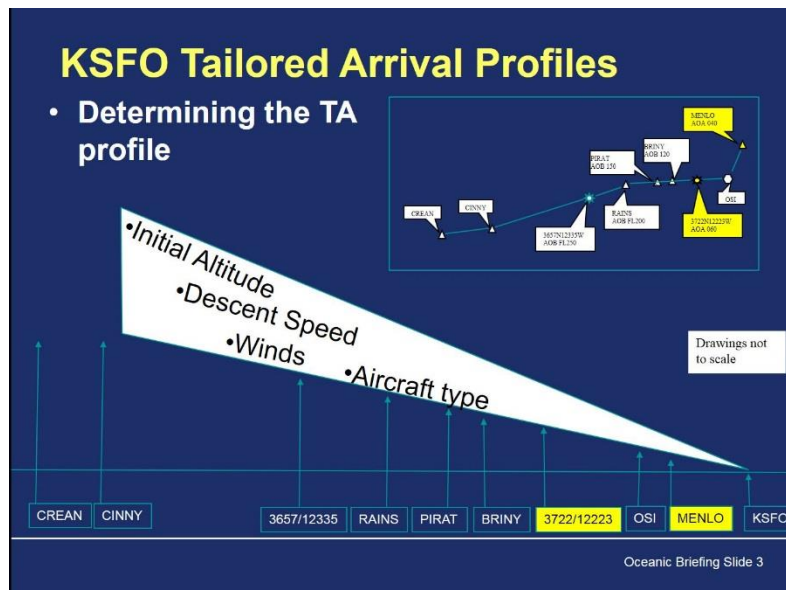 KSFO Tailored Arrival Profiles
• Determining the TA
profile
MENLO
AOA 040
BRINY
AOB 120
PIRAT
AOB 150
CREAN
CINNY
OSI
RAINS
AOB FL200
3657N12335W
AOB FL250
3722N12223W
AOA 060
•Initial Altitude
•Descent Speed
•Winds
•Aircraft type
Drawings not
to scale
CREAN
CINNY
3657/12335
RAINS
PIRAT
BRINY
3722/12223
OSI
MENLO
KSFO
Oceanic Briefing Slide 3